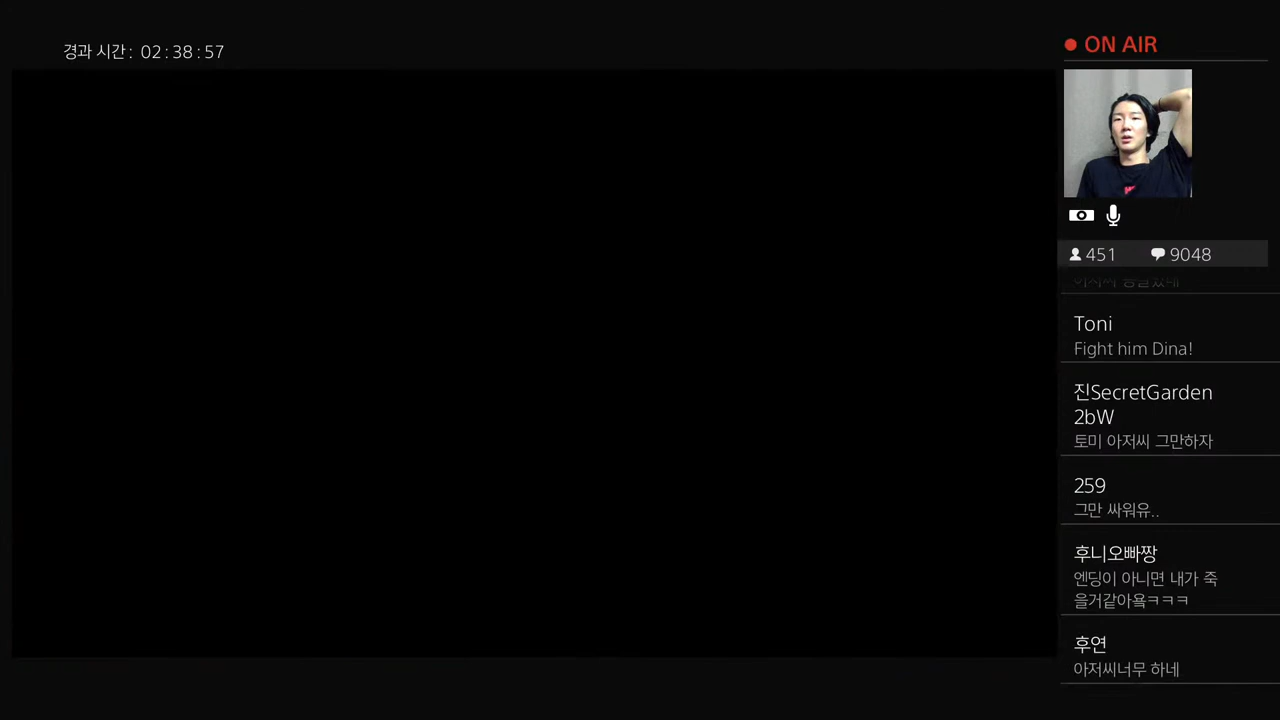 경과 시간: 02:38:57
ON AIR
451 9048
Toni
Fight him Dina!
진SecretGarden
2bW
토미 아저씨 그만하자
259
그만 싸워유..
후니오빠짱
엔딩이 아니면 내가 죽
을거같아욬ㅋㅋㅋ
후연
아저씨너무 하네